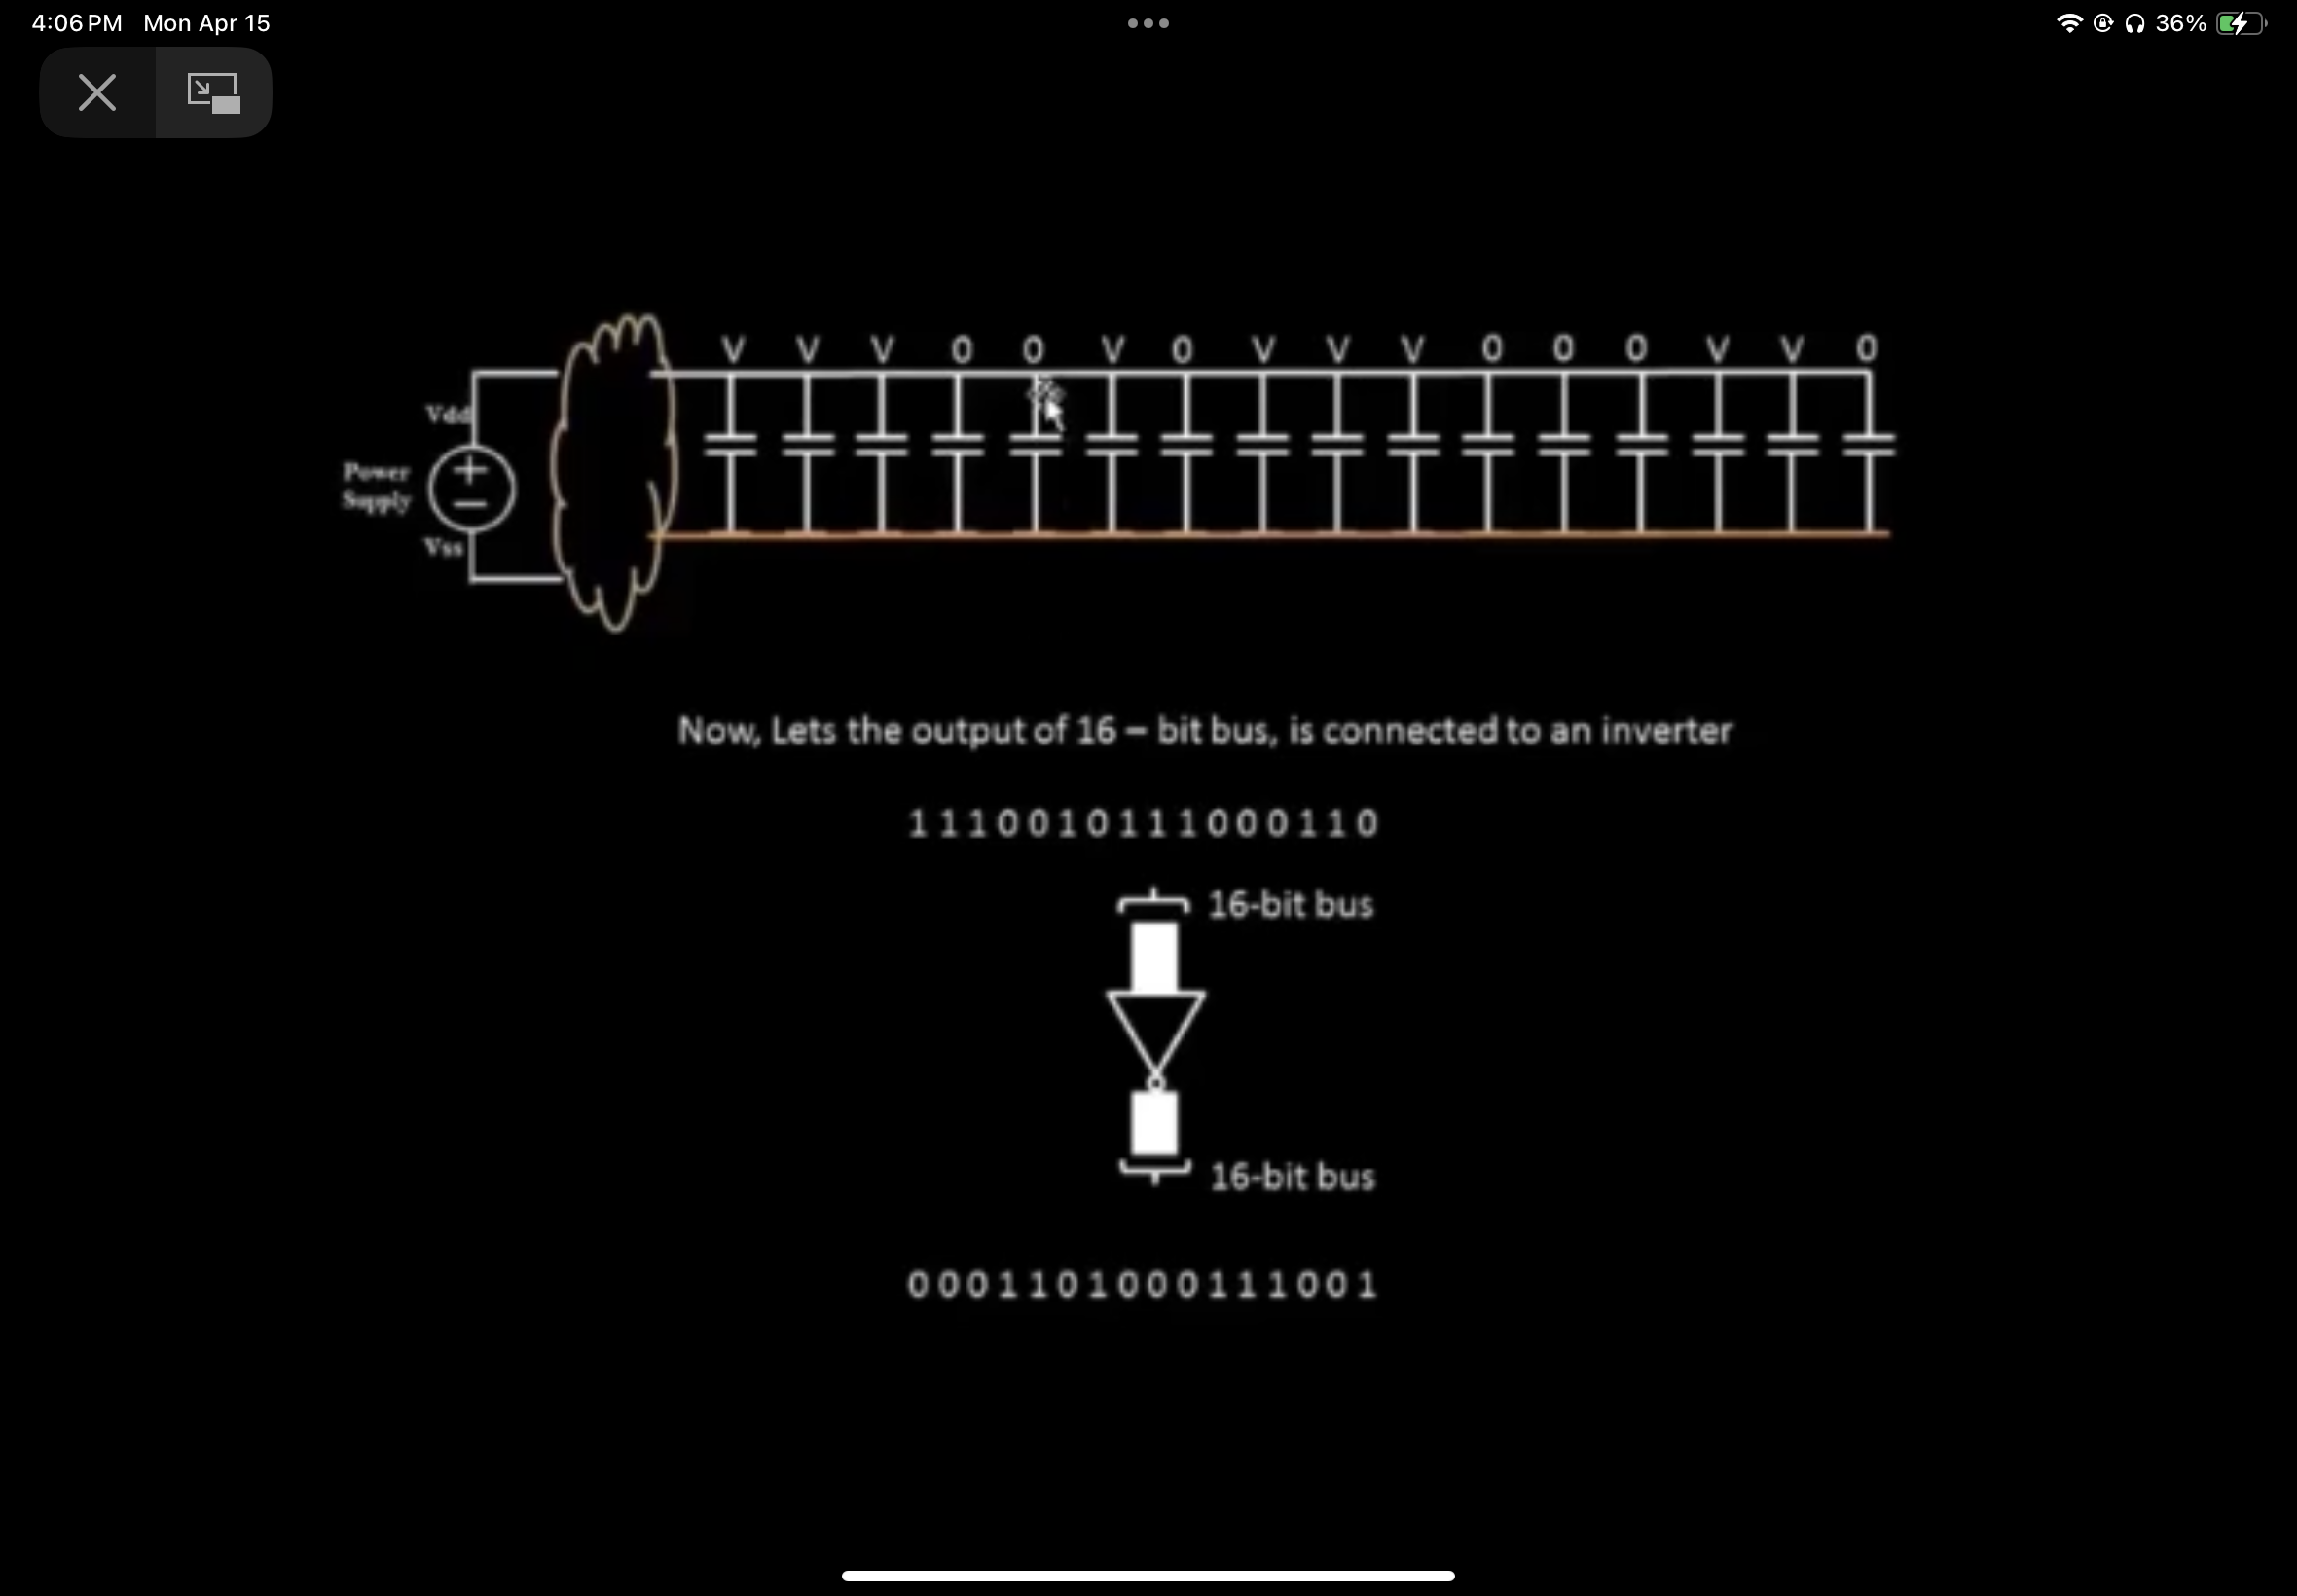 4:06 PM Mon Apr 15
36%
V V V 0 0 V 0 V V V 0 0 0 V V 0
Vdd
Power
Supply
Vss
Now, Lets the output of 16 – bit bus, is connected to an inverter
1 1 1 0 0 1 0 1 1 1 0 0 0 1 1 0
16-bit bus
16-bit bus
0 0 0 1 1 0 1 0 0 0 1 1 1 0 0 1